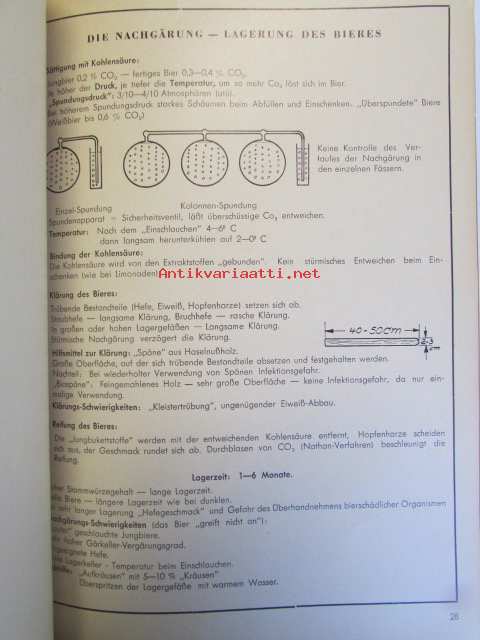 DIE NACHGÄRUNG — LAGERUNG DES BIERES
Sättigung mit Kohlensäure:
Jungbier 0,2 % CO₂ — fertiges Bier 0,3—0,4 % CO₂.
Je höher der Druck, je tiefer die Temperatur, um so mehr Co₂ löst sich im Bier.
„Spundungsdruck": 3/10—4/10 Atmosphären (atü).
Bei höherem Spundungsdruck starkes Schäumen beim Abfüllen und Einschenken. „Überspundete" Biere
(Weißbier bis 0,6 % CO₂)
Keine Kontrolle des Ver-
laufes der Nachgärung in
den einzelnen Fässern.
Einzel-Spundung Kolonnen-Spundung
Spundenapparat = Sicherheitsventil, läßt überschüssige Co₂ entweichen.
Temperatur: Nach dem „Einschlauchen" 4—6° C
dann langsam herunterkühlen auf 2—0° C
Bindung der Kohlensäure:
Die Kohlensäure wird von den Extraktstoffen „gebunden". Kein stürmisches Entweichen beim Ein-
schenken (wie bei Limonaden)
Antikvariaatti.net
Klärung des Bieres:
Trübende Bestandteile (Hefe, Eiweiß, Hopfenharze) setzen sich ab.
Staubhefe — langsame Klärung, Bruchhefe — rasche Klärung.
In großen oder hohen Lagergefäßen — Langsame Klärung.
Stürmische Nachgärung verzögert die Klärung.
40-50cm
2-3
cm
Hilfsmittel zur Klärung: „Späne" aus Haselnußholz.
Große Oberfläche, auf der sich trübende Bestandteile absetzen und festgehalten werden.
Nachteil: Bei wiederholter Verwendung von Spänen Infektionsgefahr.
„Biospäne": Feingemahlenes Holz — sehr große Oberfläche — keine Infektionsgefahr, da nur ein-
malige Verwendung.
Klärungs-Schwierigkeiten: „Kleistertrübung", ungenügender Eiweiß-Abbau.
Reifung des Bieres:
Die „Jungbukettstoffe" werden mit der entweichenden Kohlensäure entfernt, Hopfenharze scheiden
sich aus, der Geschmack rundet sich ab. Durchblasen von CO₂ (Nathan-Verfahren) beschleunigt die
Reifung.
Lagerzeit: 1—6 Monate.
Stammwürzegehalt — lange Lagerzeit.
Biere — längere Lagerzeit wie bei dunklen.
sehr langer Lagerung „Hefegeschmack" und Gefahr des Überhandnehmens bierschädlicher Organismen
Nachgärungs-Schwierigkeiten (das Bier „greift nicht an"):
geschlauchte Jungbiere.
hoher Gärkeller-Vergärungsgrad.
Hefe.
Lagerkeller - Temperatur beim Einschlauchen.
„Aufkräusen" mit 5—10 % „Kräusen"
Überspritzen der Lagergefäße mit warmem Wasser.
28